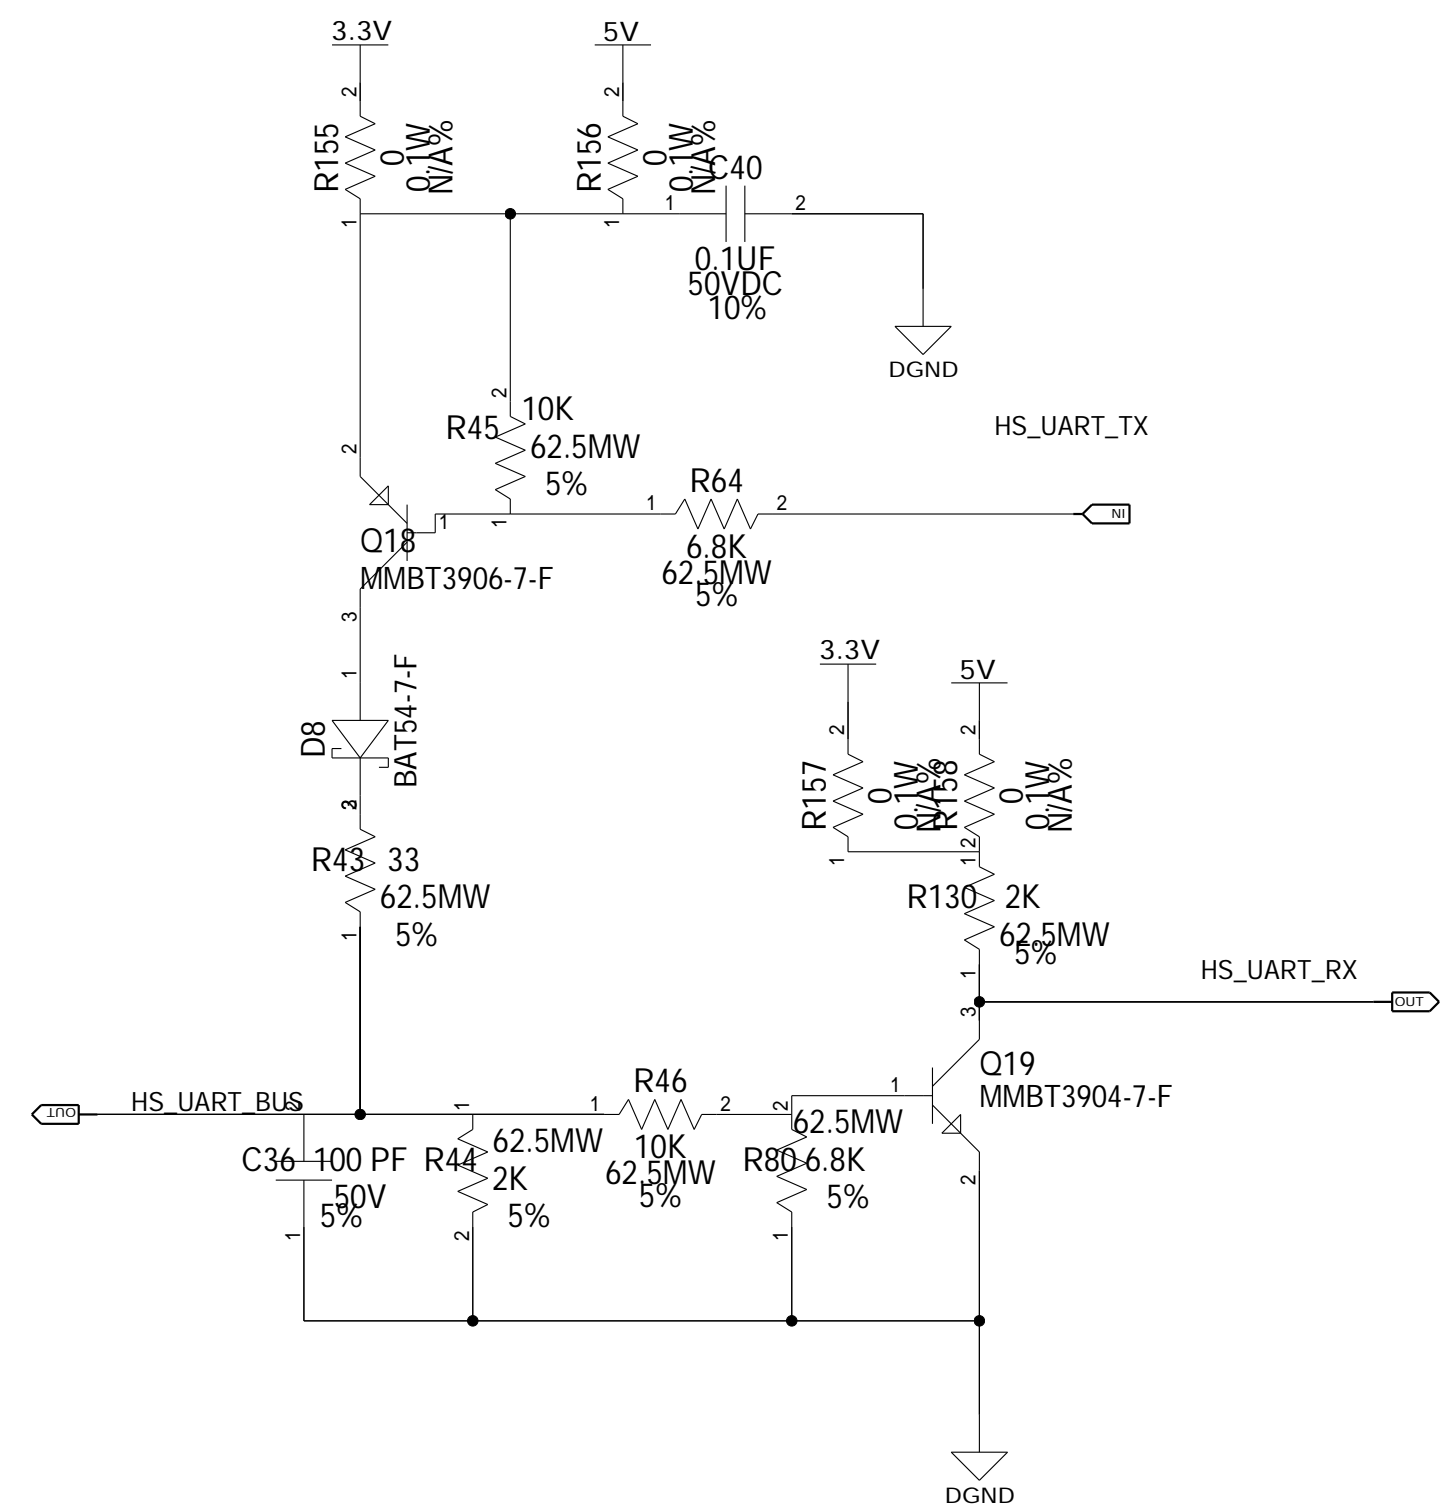 3.3V
5V
2
2
R155
0
0.1W
N/A%
R156
0
0.1W
N/A%
C40
1
1
1
2
0.1UF
50VDC
10%
DGND
2
10K
R45
62.5MW
5%
1
HS_UART_TX
2
1
Q18
MMBT3906-7-F
3
R64
1
2
6.8K
62.5MW
5%
IN
1
D8
BAT54-7-F
2
3.3V
5V
2
2
R157
0
0.1W
N/A%
R158
0
0.1W
N/A%
1
1
2
R43
33
62.5MW
5%
1
R130
2K
62.5MW
5%
1
HS_UART_RX
OUT
3
Q19
MMBT3904-7-F
1
2
HS_UART_BUS
OUT
2
C36
100 PF
50V
5%
1
1
R44
62.5MW
2K
5%
2
R46
1
2
10K
62.5MW
5%
2
62.5MW
R80
6.8K
5%
1
DGND